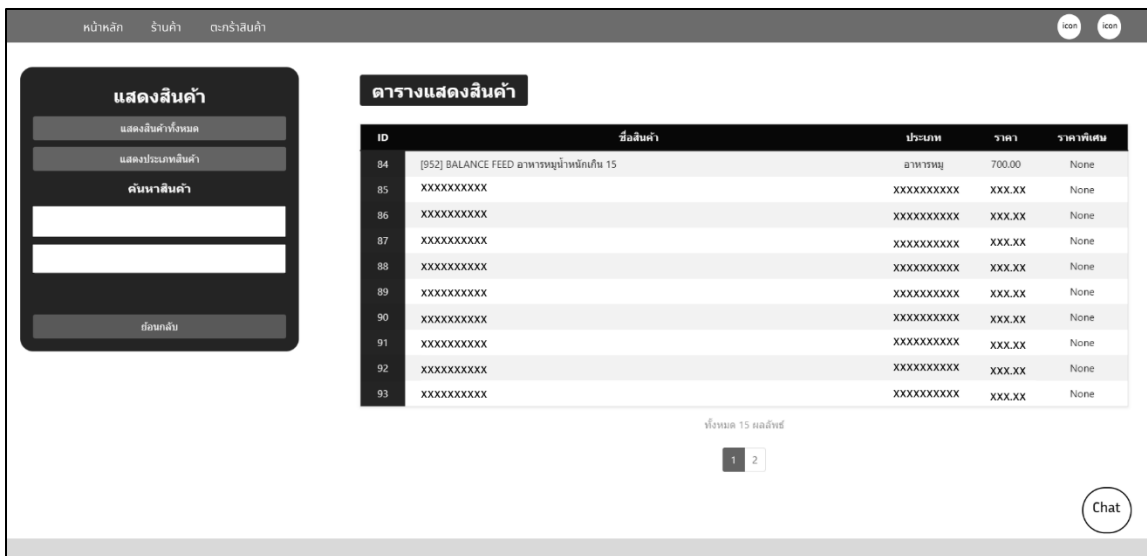 หน้าหลัก ร้านค้า ตะกร้าสินค้า icon icon
แสดงสินค้า
แสดงสินค้าทั้งหมด
แสดงประเภทสินค้า
ค้นหาสินค้า
ย้อนกลับ
ตารางแสดงสินค้า
ID ชื่อสินค้า ประเภท ราคา ราคาพิเศษ
84 [952] BALANCE FEED อาหารหมูน้ำหนักเกิน 15 อาหารหมู 700.00 None
85 XXXXXXXXXX XXXXXXXXXX XXX.XX None
86 XXXXXXXXXX XXXXXXXXXX XXX.XX None
87 XXXXXXXXXX XXXXXXXXXX XXX.XX None
88 XXXXXXXXXX XXXXXXXXXX XXX.XX None
89 XXXXXXXXXX XXXXXXXXXX XXX.XX None
90 XXXXXXXXXX XXXXXXXXXX XXX.XX None
91 XXXXXXXXXX XXXXXXXXXX XXX.XX None
92 XXXXXXXXXX XXXXXXXXXX XXX.XX None
93 XXXXXXXXXX XXXXXXXXXX XXX.XX None
ทั้งหมด 15 ผลลัพธ์
1 2
Chat